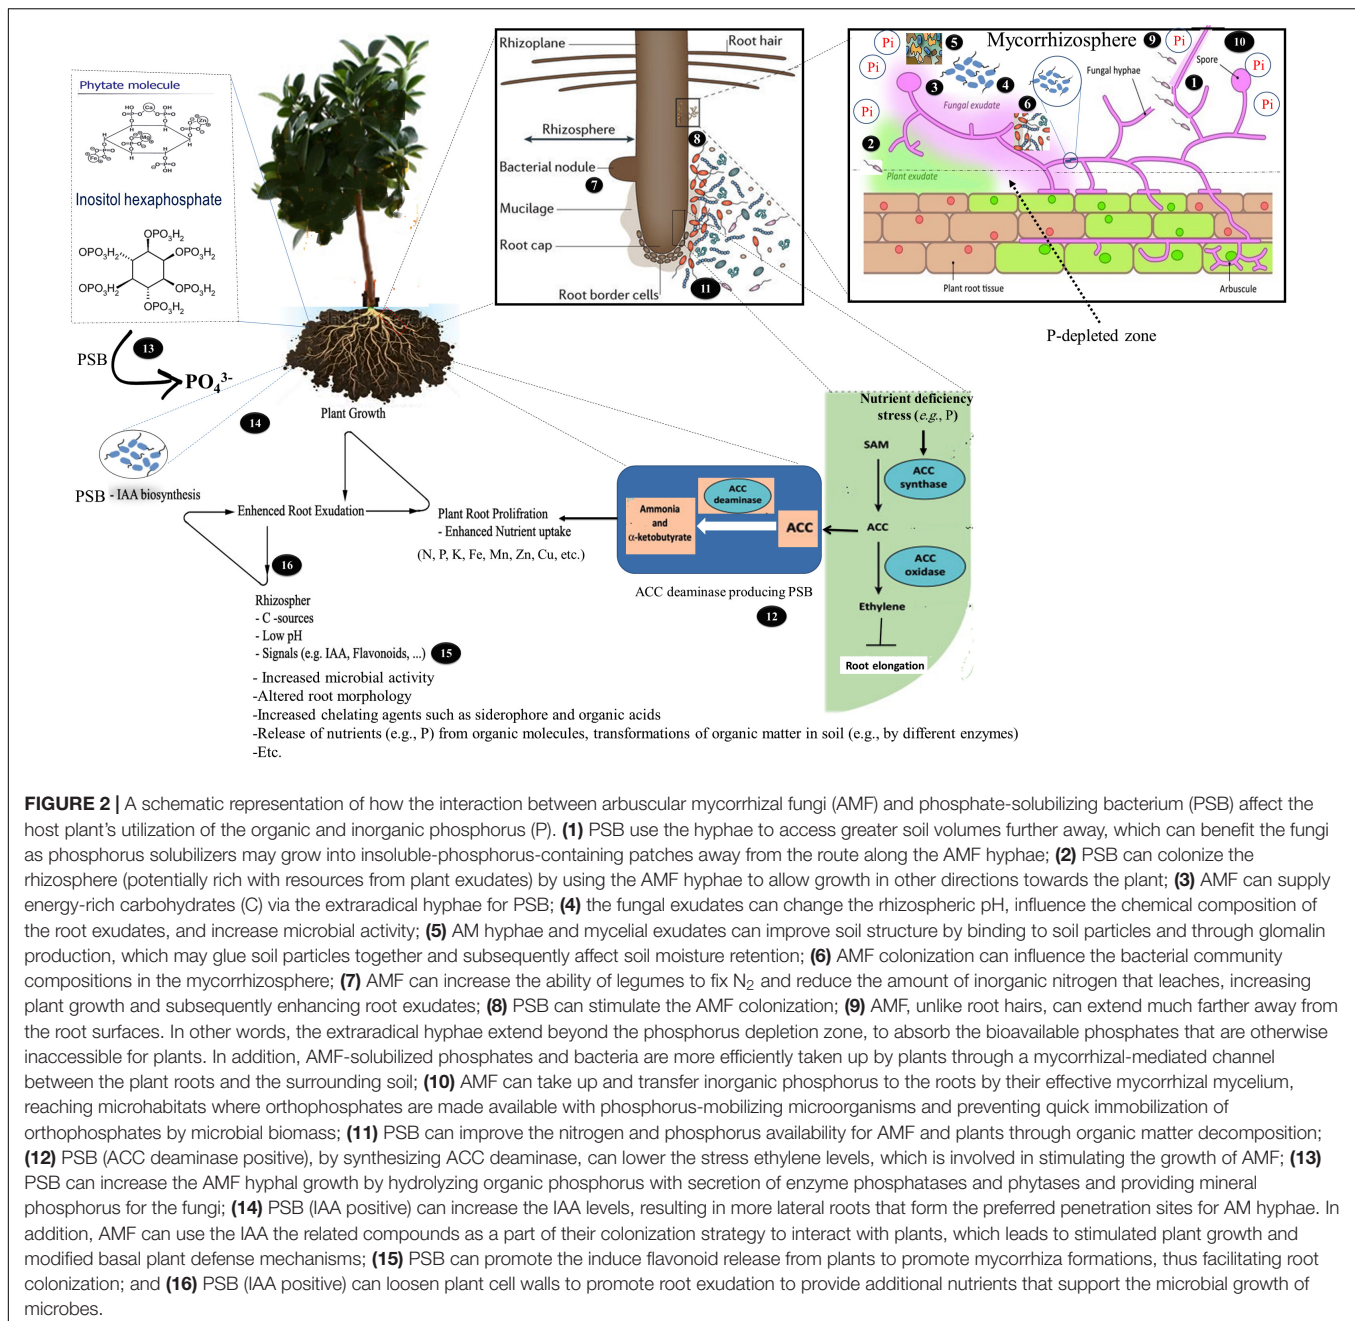 Phytate molecule
Inositol hexaphosphate
OPO₃H₂
OPO₃H₂
OPO₃H₂
OPO₃H₂
OPO₃H₂
OPO₃H₂
PSB
13
PO₄³⁻
14
PSB - IAA biosynthesis
Plant Growth
Enhenced Root Exudation
16
Plant Root Prolifration
- Enhanced Nutrient uptake
(N, P, K, Fe, Mn, Zn, Cu, etc.)
Rhizospher
- C -sources
- Low pH
- Signals (e.g. IAA, Flavonoids, ...) 15
- Increased microbial activity
-Altered root morphology
-Increased chelating agents such as siderophore and organic acids
-Release of nutrients (e.g., P) from organic molecules, transformations of organic matter in soil (e.g., by different enzymes)
-Etc.
Rhizoplane
Root hair
Rhizosphere
8
Bacterial nodule
7
Mucilage
Root cap
Root border cells
11
Mycorrhizosphere
Pi
Pi
Pi
Pi
Pi
Pi
5
9
10
3
4
1
6
2
Fungal hyphae
Spore
Fungal exudate
Plant exudate
Plant root tissue
Arbuscule
P-depleted zone
Nutrient deficiency
stress (e.g., P)
SAM
ACC
synthase
ACC
ACC
oxidase
Ethylene
Root elongation
ACC
deaminase
Ammonia
and
α-ketobutyrate
ACC
ACC deaminase producing PSB
12
FIGURE 2 | A schematic representation of how the interaction between arbuscular mycorrhizal fungi (AMF) and phosphate-solubilizing bacterium (PSB) affect the
host plant's utilization of the organic and inorganic phosphorus (P). (1) PSB use the hyphae to access greater soil volumes further away, which can benefit the fungi
as phosphorus solubilizers may grow into insoluble-phosphorus-containing patches away from the route along the AMF hyphae; (2) PSB can colonize the
rhizosphere (potentially rich with resources from plant exudates) by using the AMF hyphae to allow growth in other directions towards the plant; (3) AMF can supply
energy-rich carbohydrates (C) via the extraradical hyphae for PSB; (4) the fungal exudates can change the rhizospheric pH, influence the chemical composition of
the root exudates, and increase microbial activity; (5) AM hyphae and mycelial exudates can improve soil structure by binding to soil particles and through glomalin
production, which may glue soil particles together and subsequently affect soil moisture retention; (6) AMF colonization can influence the bacterial community
compositions in the mycorrhizosphere; (7) AMF can increase the ability of legumes to fix N₂ and reduce the amount of inorganic nitrogen that leaches, increasing
plant growth and subsequently enhancing root exudates; (8) PSB can stimulate the AMF colonization; (9) AMF, unlike root hairs, can extend much farther away from
the root surfaces. In other words, the extraradical hyphae extend beyond the phosphorus depletion zone, to absorb the bioavailable phosphates that are otherwise
inaccessible for plants. In addition, AMF-solubilized phosphates and bacteria are more efficiently taken up by plants through a mycorrhizal-mediated channel
between the plant roots and the surrounding soil; (10) AMF can take up and transfer inorganic phosphorus to the roots by their effective mycorrhizal mycelium,
reaching microhabitats where orthophosphates are made available with phosphorus-mobilizing microorganisms and preventing quick immobilization of
orthophosphates by microbial biomass; (11) PSB can improve the nitrogen and phosphorus availability for AMF and plants through organic matter decomposition;
(12) PSB (ACC deaminase positive), by synthesizing ACC deaminase, can lower the stress ethylene levels, which is involved in stimulating the growth of AMF; (13)
PSB can increase the AMF hyphal growth by hydrolyzing organic phosphorus with secretion of enzyme phosphatases and phytases and providing mineral
phosphorus for the fungi; (14) PSB (IAA positive) can increase the IAA levels, resulting in more lateral roots that form the preferred penetration sites for AM hyphae. In
addition, AMF can use the IAA the related compounds as a part of their colonization strategy to interact with plants, which leads to stimulated plant growth and
modified basal plant defense mechanisms; (15) PSB can promote the induce flavonoid release from plants to promote mycorrhiza formations, thus facilitating root
colonization; and (16) PSB (IAA positive) can loosen plant cell walls to promote root exudation to provide additional nutrients that support the microbial growth of
microbes.